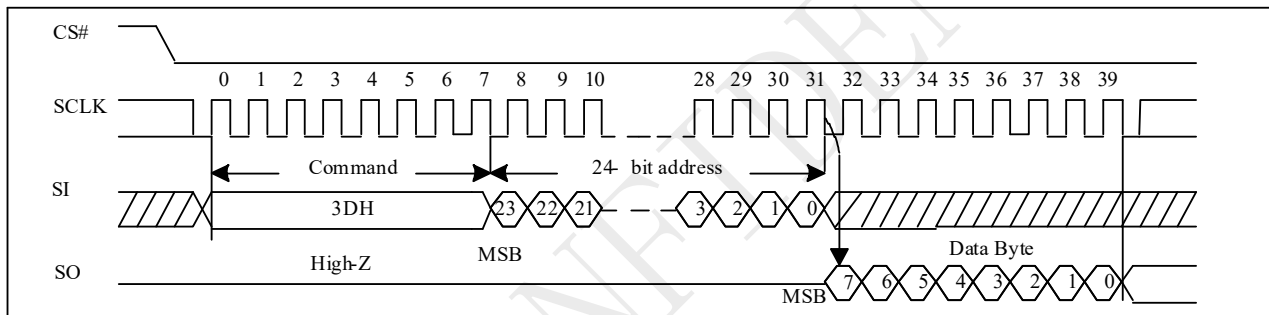 CS#
0 1 2 3 4 5 6 7 8 9 10 28 29 30 31 32 33 34 35 36 37 38 39
SCLK
Command 24- bit address
SI
3DH 23 22 21 3 2 1 0
MSB Data Byte
High-Z
SO
MSB 7 6 5 4 3 2 1 0